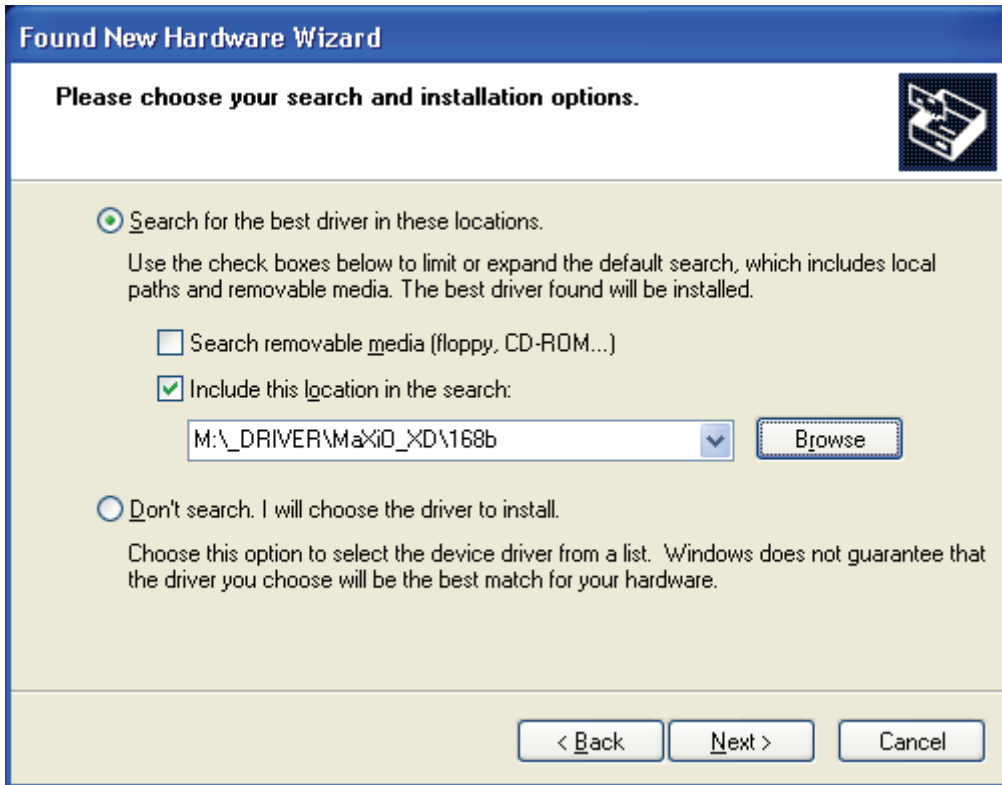 Found New Hardware Wizard
Please choose your search and installation options.
Search for the best driver in these locations.
Use the check boxes below to limit or expand the default search, which includes local
paths and removable media. The best driver found will be installed.
Search removable media (floppy, CD-ROM...)
Include this location in the search:
M:\_DRIVER\MaXiO_XD\168b
Browse
Don't search. I will choose the driver to install.
Choose this option to select the device driver from a list.  Windows does not guarantee that
the driver you choose will be the best match for your hardware.
< Back
Next >
Cancel